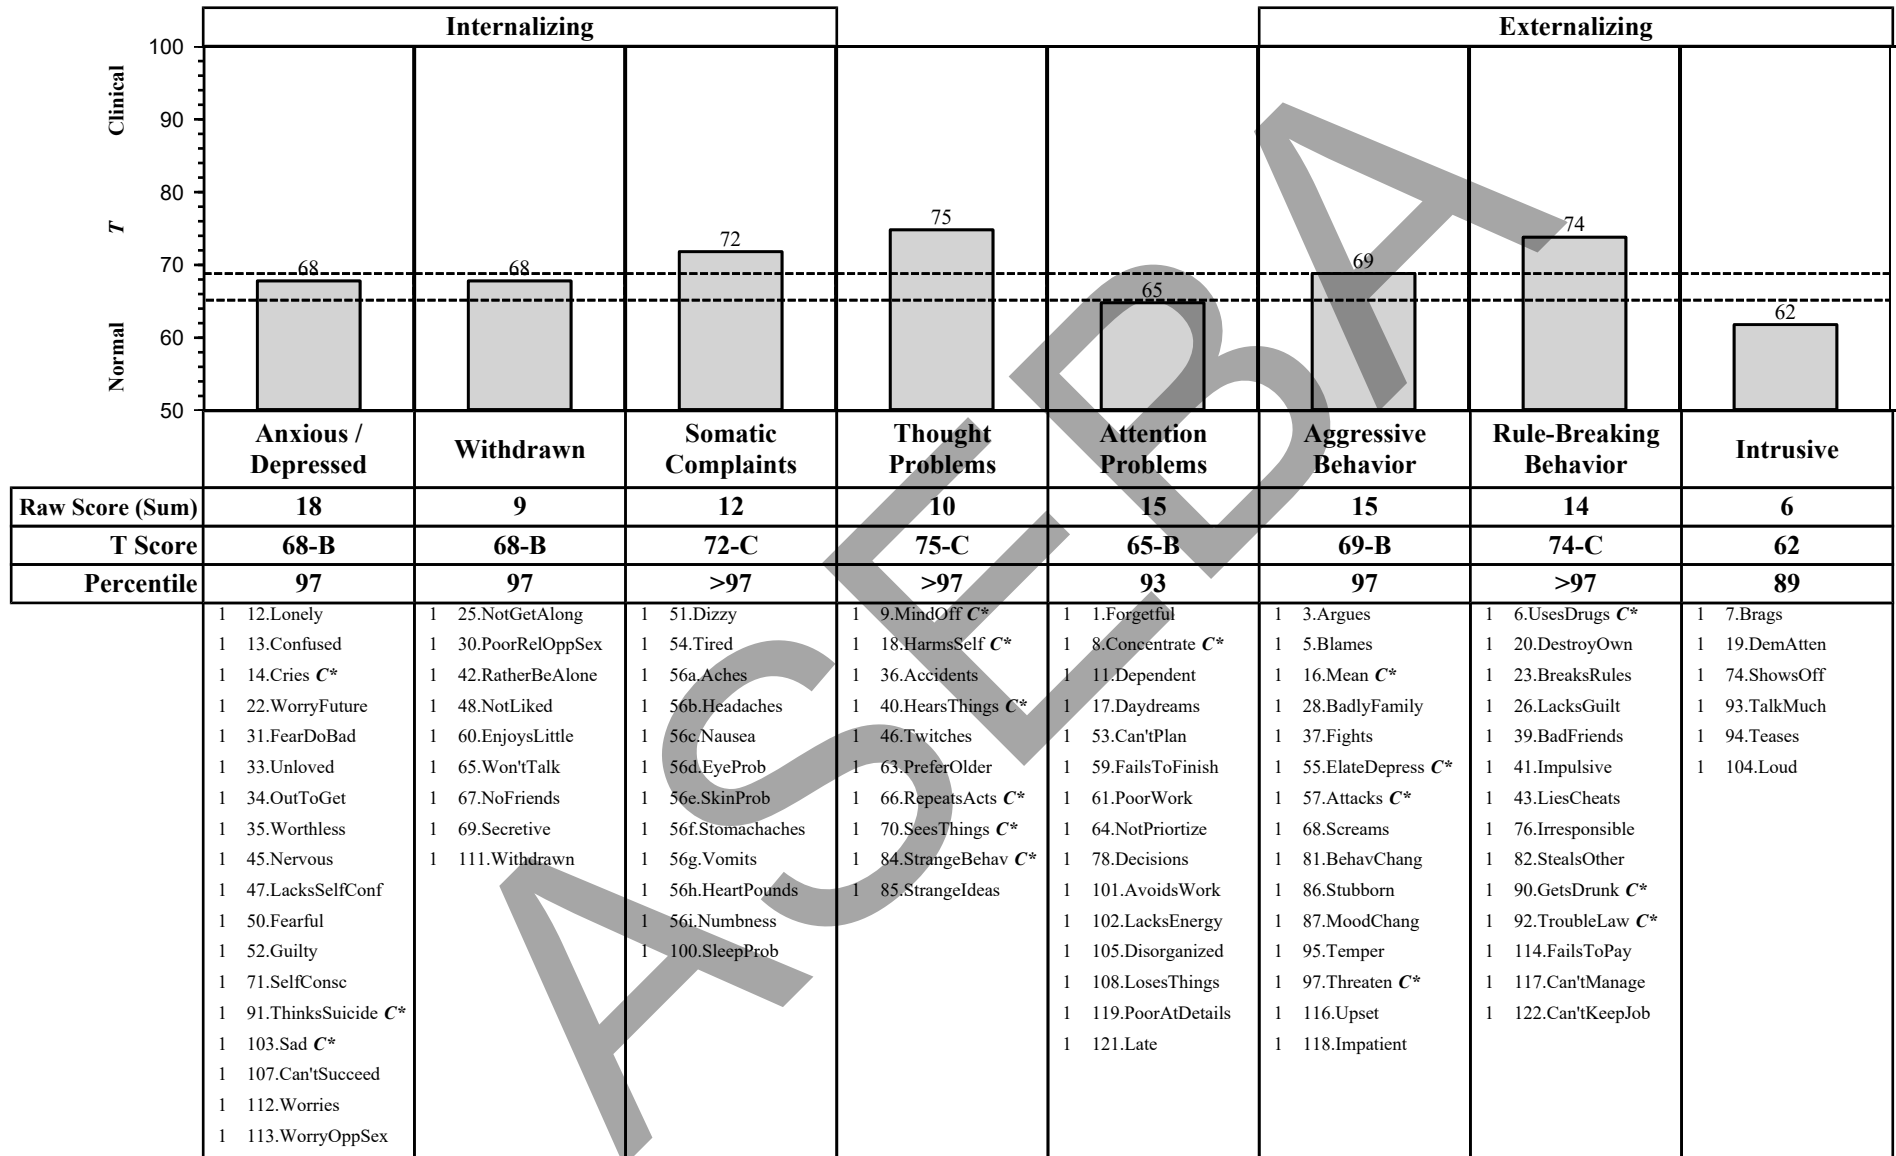 Internalizing
Externalizing
100
90
80
70
60
50
Clinical
T
Normal
68
68
72
75
65
69
74
62
Anxious / Depressed
Withdrawn
Somatic Complaints
Thought Problems
Attention Problems
Aggressive Behavior
Rule-Breaking Behavior
Intrusive
Raw Score (Sum) 18 9 12 10 15 15 14 6
T Score 68-B 68-B 72-C 75-C 65-B 69-B 74-C 62
Percentile 97 97 >97 >97 93 97 >97 89
1 12.Lonely
1 13.Confused
1 14.Cries C*
1 22.WorryFuture
1 31.FearDoBad
1 33.Unloved
1 34.OutToGet
1 35.Worthless
1 45.Nervous
1 47.LacksSelfConf
1 50.Fearful
1 52.Guilty
1 71.SelfConsc
1 91.ThinksSuicide C*
1 103.Sad C*
1 107.Can'tSucceed
1 112.Worries
1 113.WorryOppSex
1 25.NotGetAlong
1 30.PoorRelOppSex
1 42.RatherBeAlone
1 48.NotLiked
1 60.EnjoysLittle
1 65.Won'tTalk
1 67.NoFriends
1 69.Secretive
1 111.Withdrawn
1 51.Dizzy
1 54.Tired
1 56a.Aches
1 56b.Headaches
1 56c.Nausea
1 56d.EyeProb
1 56e.SkinProb
1 56f.Stomachaches
1 56g.Vomits
1 56h.HeartPounds
1 56i.Numbness
1 100.SleepProb
1 9.MindOff C*
1 18.HarmsSelf C*
1 36.Accidents
1 40.HearsThings C*
1 46.Twitches
1 63.PreferOlder
1 66.RepeatsActs C*
1 70.SeesThings C*
1 84.StrangeBehav C*
1 85.StrangeIdeas
1 1.Forgetful
1 8.Concentrate C*
1 11.Dependent
1 17.Daydreams
1 53.Can'tPlan
1 59.FailsToFinish
1 61.PoorWork
1 64.NotPriortize
1 78.Decisions
1 101.AvoidsWork
1 102.LacksEnergy
1 105.Disorganized
1 108.LosesThings
1 119.PoorAtDetails
1 121.Late
1 3.Argues
1 5.Blames
1 16.Mean C*
1 28.BadlyFamily
1 37.Fights
1 55.ElateDepress C*
1 57.Attacks C*
1 68.Screams
1 81.BehavChang
1 86.Stubborn
1 87.MoodChang
1 95.Temper
1 97.Threaten C*
1 116.Upset
1 118.Impatient
1 6.UsesDrugs C*
1 20.DestroyOwn
1 23.BreaksRules
1 26.LacksGuilt
1 39.BadFriends
1 41.Impulsive
1 43.LiesCheats
1 76.Irresponsible
1 82.StealsOther
1 90.GetsDrunk C*
1 92.TroubleLaw C*
1 114.FailsToPay
1 117.Can'tManage
1 122.Can'tKeepJob
1 7.Brags
1 19.DemAtten
1 74.ShowsOff
1 93.TalkMuch
1 94.Teases
1 104.Loud
ASEBA